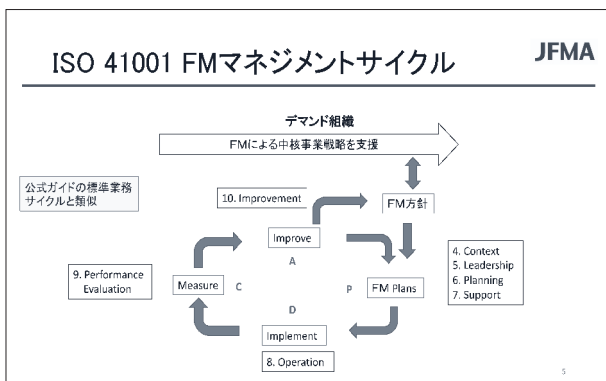 ISO 41001 FMマネジメントサイクル
JFMA
デマンド組織
FMによる中核事業戦略を支援
公式ガイドの標準業務
サイクルと類似
10. Improvement
FM方針
Improve
A
4. Context
5. Leadership
6. Planning
7. Support
9. Performance
Evaluation
Measure
C
P
FM Plans
D
Implement
8. Operation
5